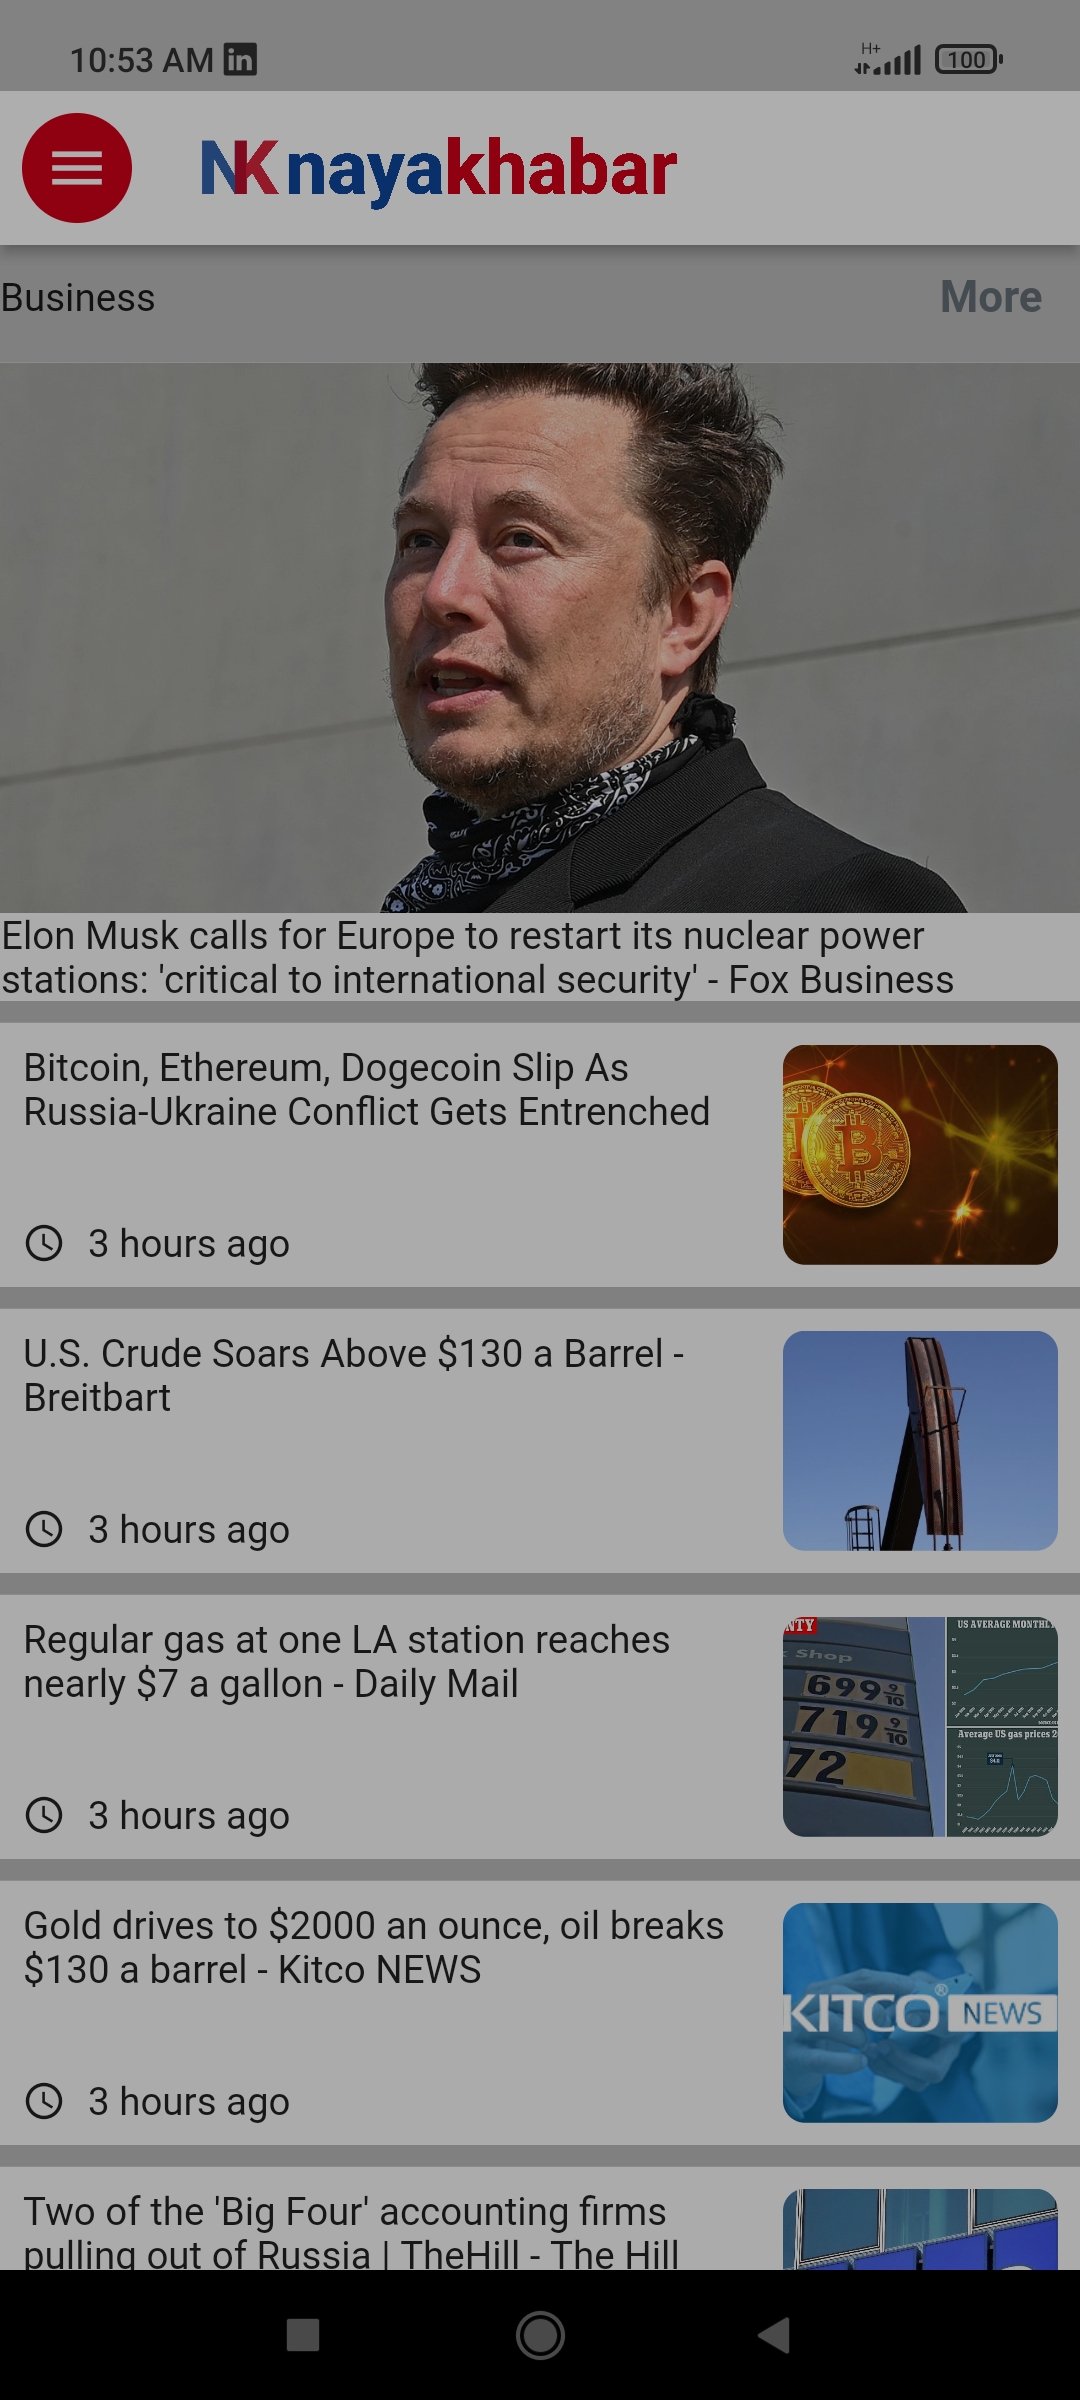 10:53 AM in
H+
100
NK nayakhabar
Business
More
Elon Musk calls for Europe to restart its nuclear power
stations: 'critical to international security' - Fox Business
Bitcoin, Ethereum, Dogecoin Slip As
Russia-Ukraine Conflict Gets Entrenched
3 hours ago
U.S. Crude Soars Above $130 a Barrel -
Breitbart
3 hours ago
Regular gas at one LA station reaches
nearly $7 a gallon - Daily Mail
3 hours ago
NTY
Shop
699 9/10
719 9/10
72
US AVERAGE MONTHL
Average US gas prices 2
Gold drives to $2000 an ounce, oil breaks
$130 a barrel - Kitco NEWS
3 hours ago
KITCO® NEWS
Two of the 'Big Four' accounting firms
pulling out of Russia | TheHill - The Hill